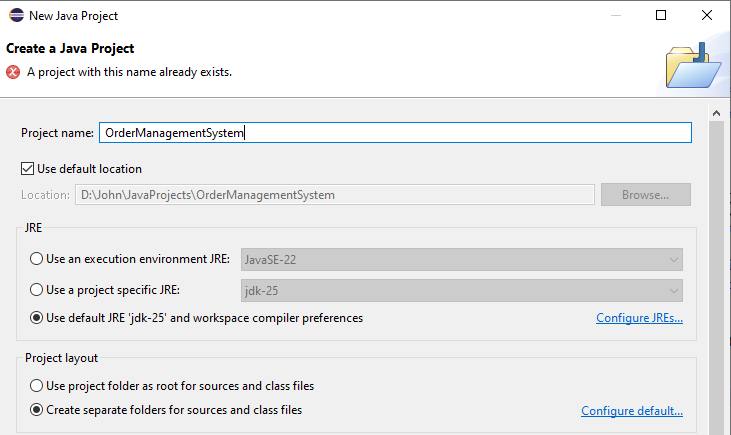 New Java Project
Create a Java Project
A project with this name already exists.
Project name: OrderManagementSystem
Use default location
Location: D:\John\JavaProjects\OrderManagementSystem Browse...
JRE
Use an execution environment JRE: JavaSE-22
Use a project specific JRE: jdk-25
Use default JRE 'jdk-25' and workspace compiler preferences Configure JREs...
Project layout
Use project folder as root for sources and class files
Create separate folders for sources and class files Configure default...